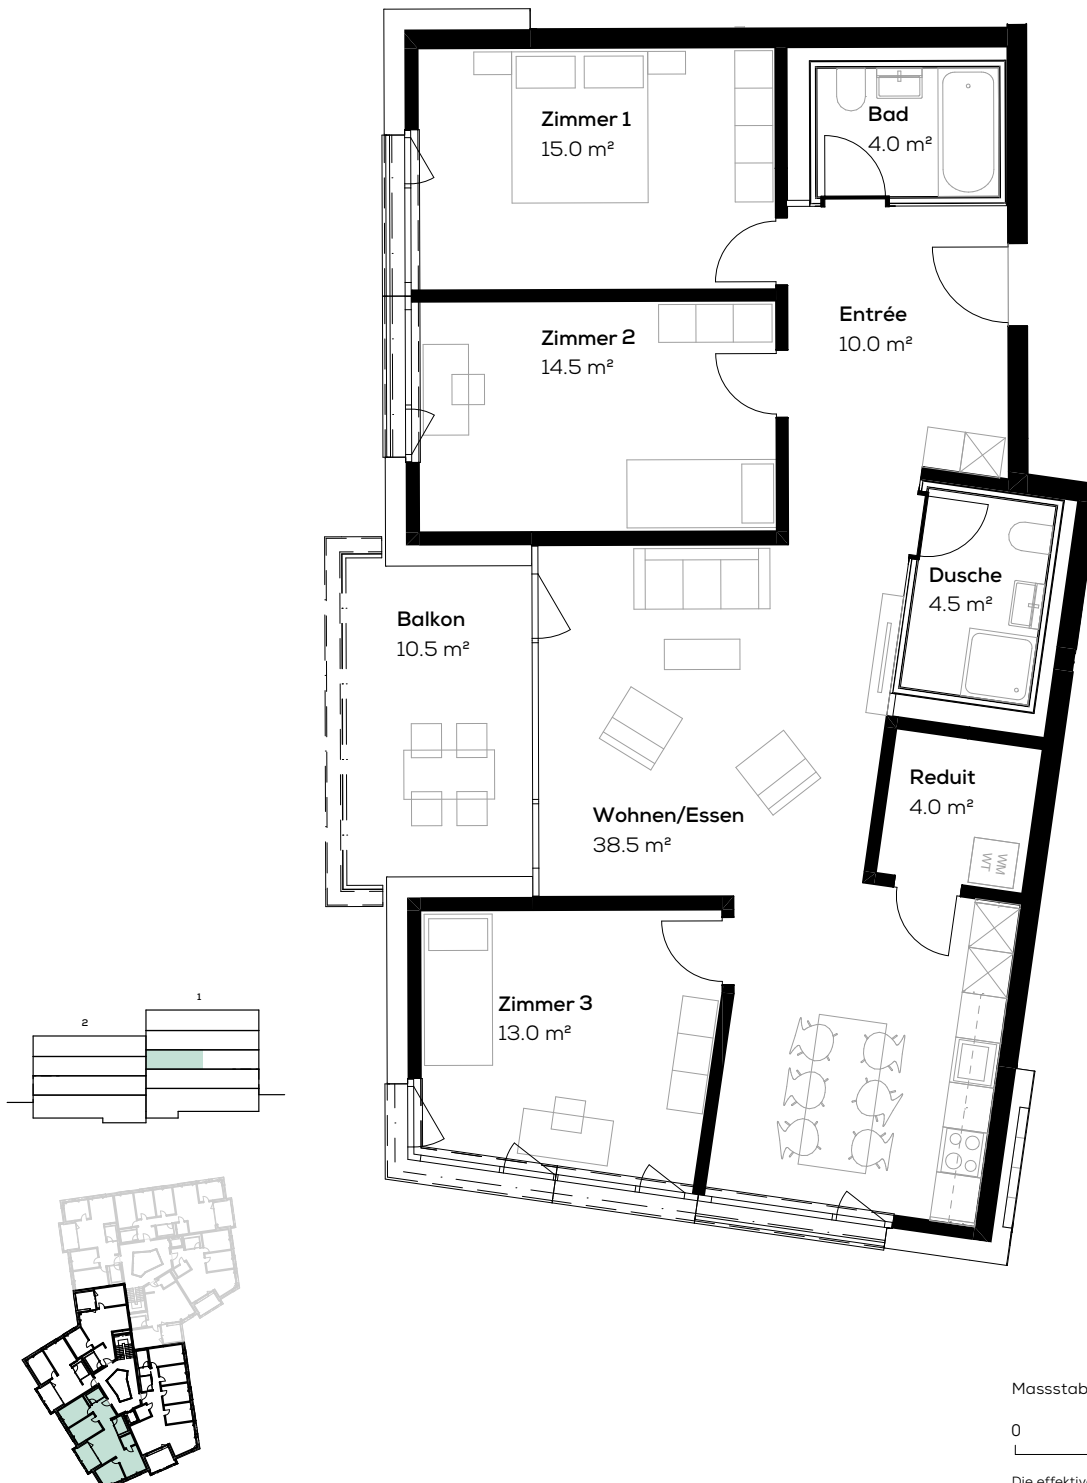 Zimmer 1
15.0 m²
Bad
4.0 m²
Zimmer 2
14.5 m²
Entrée
10.0 m²
Dusche
4.5 m²
Balkon
10.5 m²
Reduit
4.0 m²
WM
WT
Wohnen/Essen
38.5 m²
Zimmer 3
13.0 m²
1
2
Massstab
0
Die effektiv